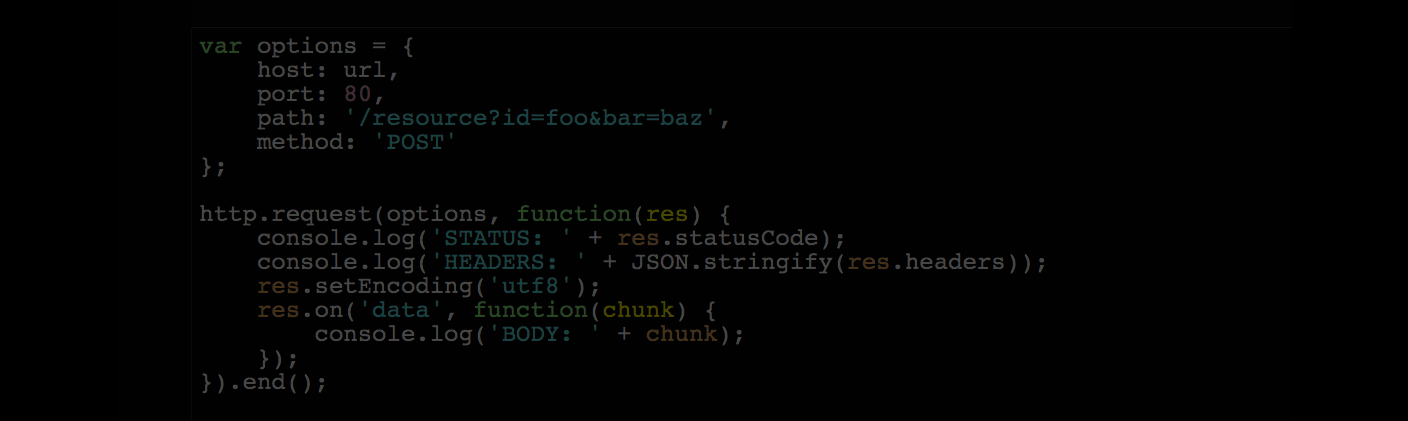 var options = {
    host: url,
    port: 80,
    path: '/resource?id=foo&bar=baz',
    method: 'POST'
};

http.request(options, function(res) {
    console.log('STATUS: ' + res.statusCode);
    console.log('HEADERS: ' + JSON.stringify(res.headers));
    res.setEncoding('utf8');
    res.on('data', function(chunk) {
        console.log('BODY: ' + chunk);
    });
}).end();